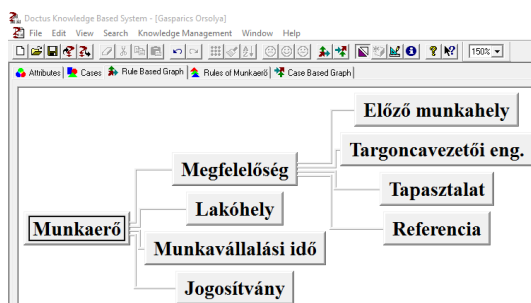 Doctus Knowledge Based System - [Gasparics Orsolya]
File Edit View Search Knowledge Management Window Help
150%
Attributes Cases Rule Based Graph Rules of Munkaerő Case Based Graph
Előző munkahely
Targoncavezetői eng.
Megfelelőség
Tapasztalat
Lakóhely
Munkaerő
Referencia
Munkavállalási idő
Jogosítvány